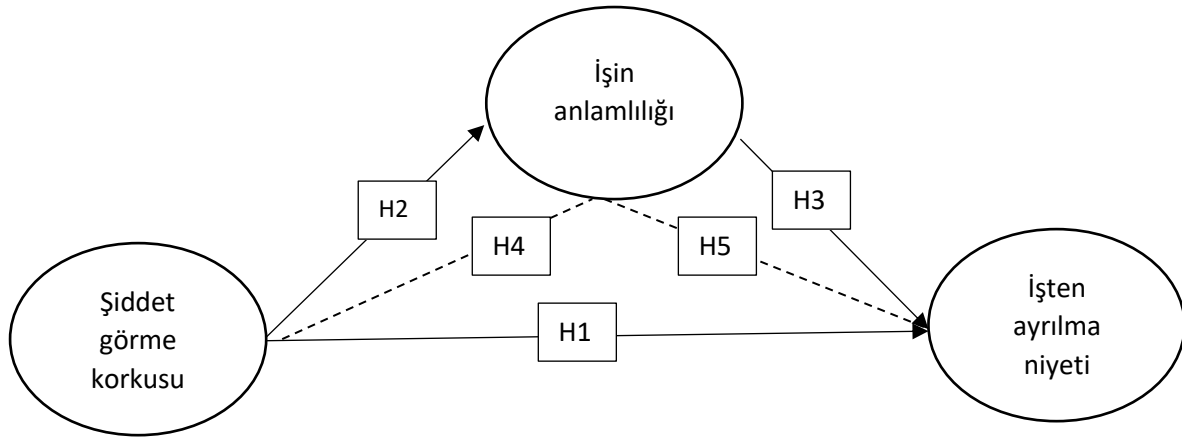 İşin
anlamlılığı
H2
H3
H4
H5
Şiddet
görme
korkusu
H1
İşten
ayrılma
niyeti